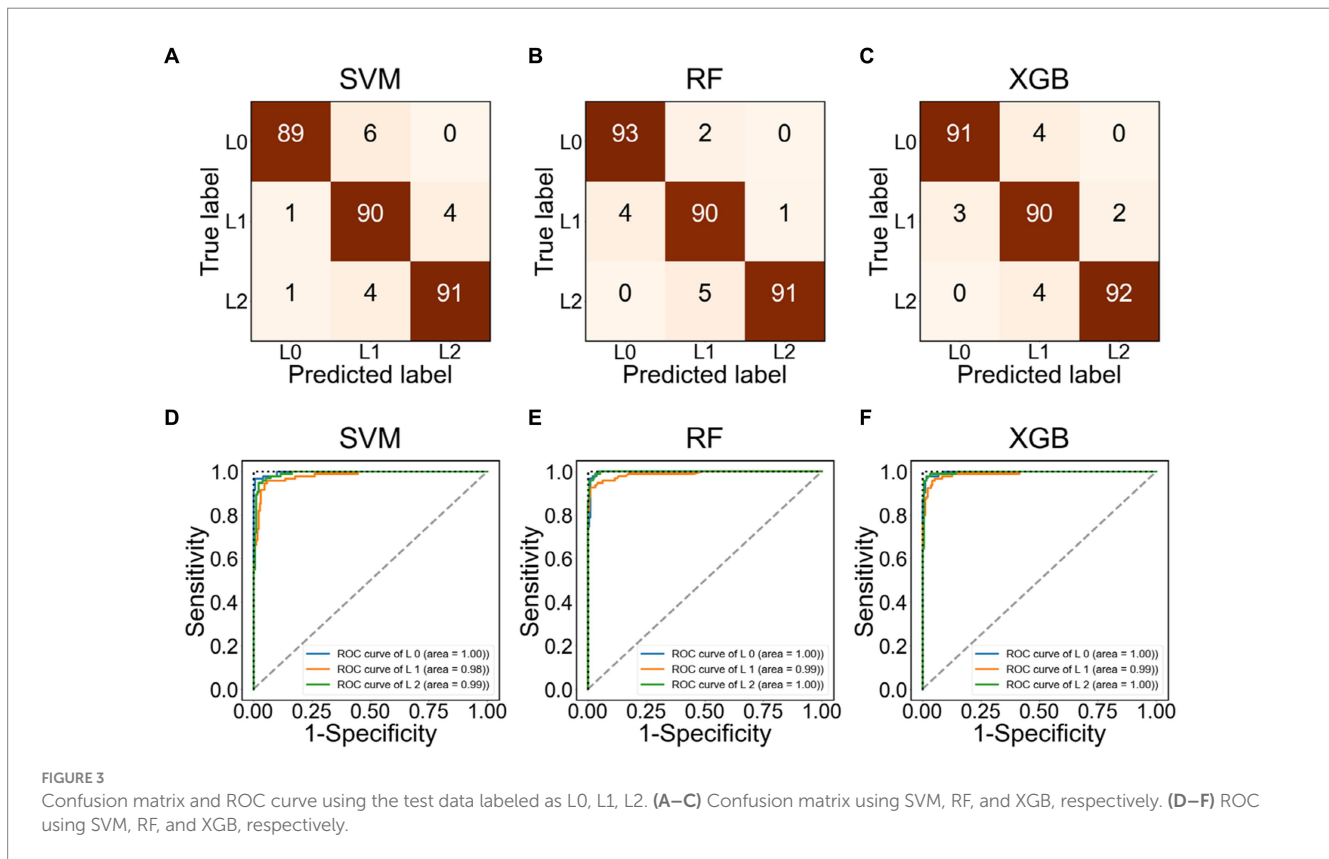 A
SVM
True label
L0
89 6 0
L1
1 90 4
L2
1 4 91
L0 L1 L2
Predicted label
B
RF
True label
L0
93 2 0
L1
4 90 1
L2
0 5 91
L0 L1 L2
Predicted label
C
XGB
True label
L0
91 4 0
L1
3 90 2
L2
0 4 92
L0 L1 L2
Predicted label
D
SVM
Sensitivity
1.0
0.8
0.6
0.4
0.2
0.0
ROC curve of L 0 (area = 1.00))
ROC curve of L 1 (area = 0.98))
ROC curve of L 2 (area = 0.99))
0.00 0.25 0.50 0.75 1.00
1-Specificity
E
RF
Sensitivity
1.0
0.8
0.6
0.4
0.2
0.0
ROC curve of L 0 (area = 1.00))
ROC curve of L 1 (area = 0.99))
ROC curve of L 2 (area = 1.00))
0.00 0.25 0.50 0.75 1.00
1-Specificity
F
XGB
Sensitivity
1.0
0.8
0.6
0.4
0.2
0.0
ROC curve of L 0 (area = 1.00))
ROC curve of L 1 (area = 0.99))
ROC curve of L 2 (area = 1.00))
0.00 0.25 0.50 0.75 1.00
1-Specificity
FIGURE 3
Confusion matrix and ROC curve using the test data labeled as L0, L1, L2. (A–C) Confusion matrix using SVM, RF, and XGB, respectively. (D–F) ROC
using SVM, RF, and XGB, respectively.